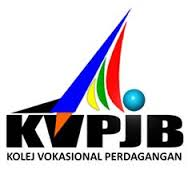 KVPJB
KOLEJ VOKASIONAL PERDAGANGAN